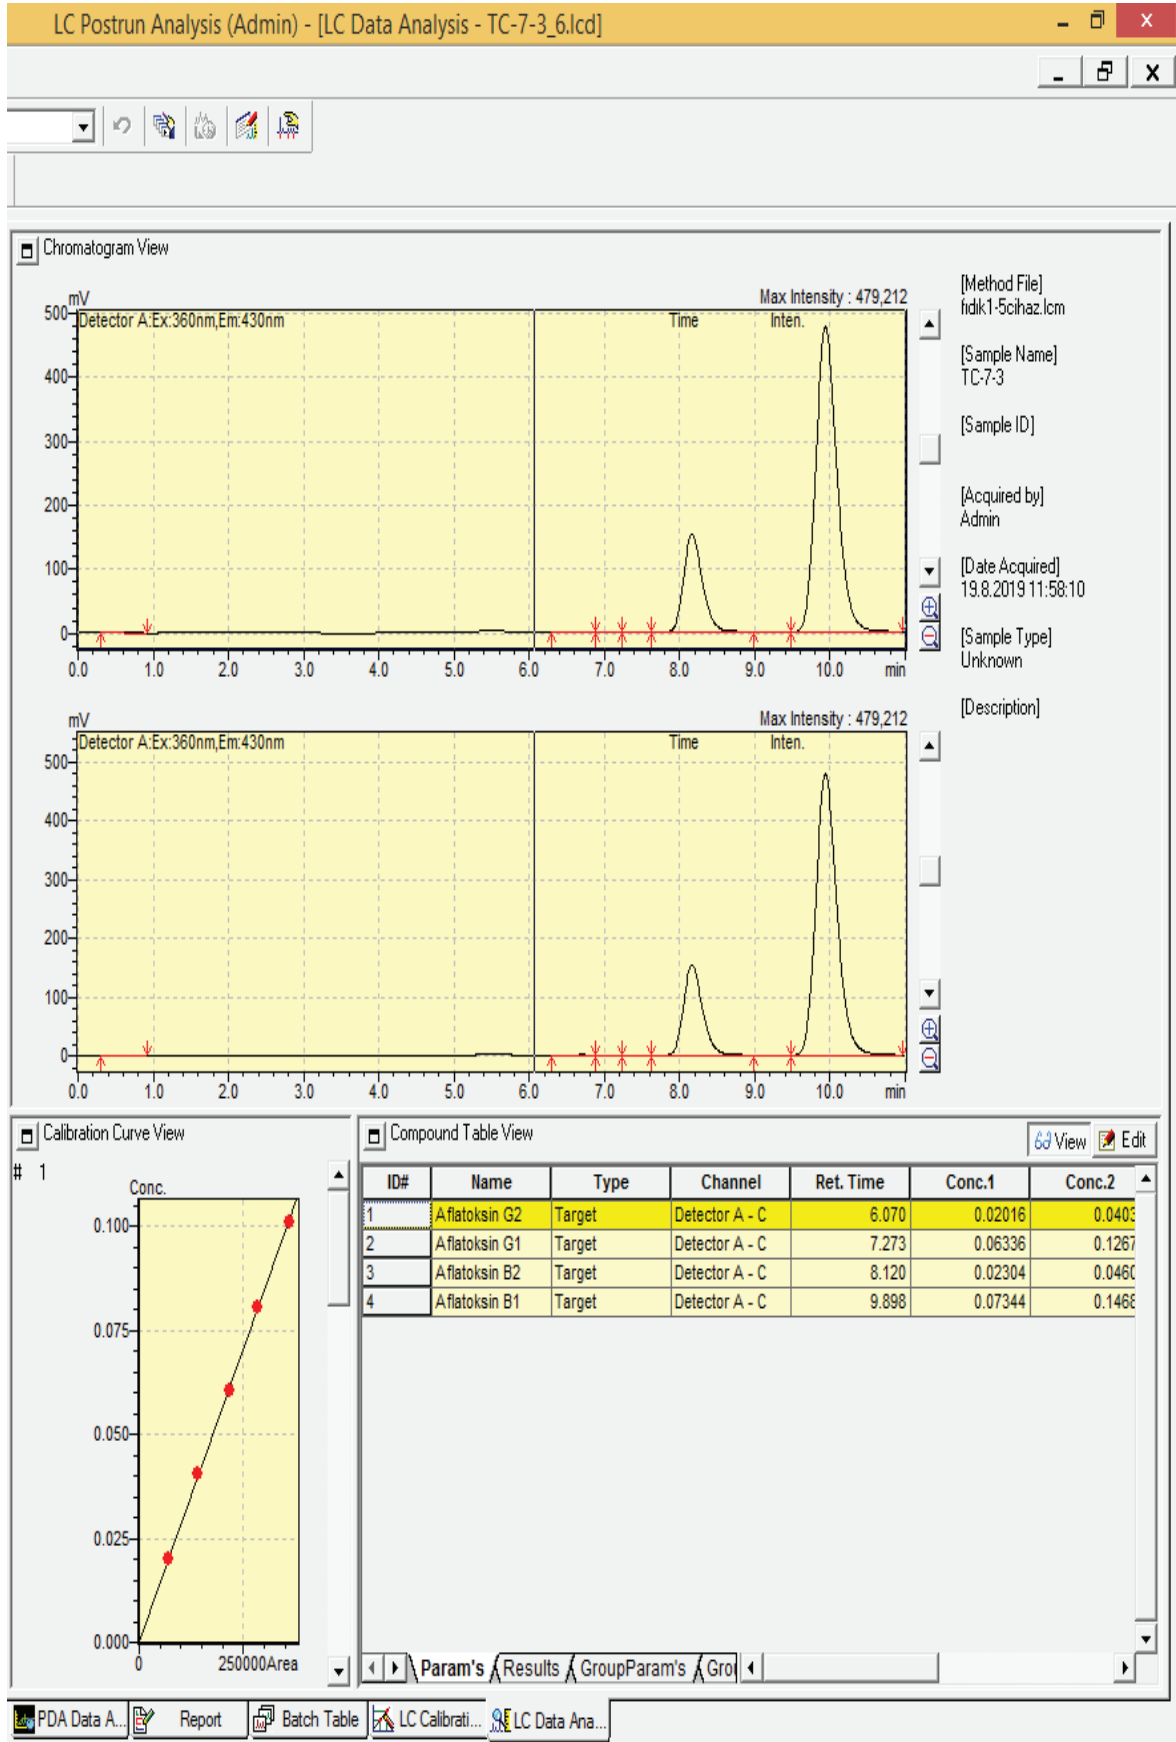 LC Postrun Analysis (Admin) - [LC Data Analysis - TC-7-3_6.lcd]
Chromatogram View
mV
Max Intensity : 479,212
Detector A:Ex:360nm,Em:430nm
Time Inten.
500
400
300
200
100
0
0.0 1.0 2.0 3.0 4.0 5.0 6.0 7.0 8.0 9.0 10.0 min
[Method File]
fıdık1-5cihaz.lcm
[Sample Name]
TC-7-3
[Sample ID]
[Acquired by]
Admin
[Date Acquired]
19.8.2019 11:58:10
[Sample Type]
Unknown
[Description]
mV
Max Intensity : 479,212
Detector A:Ex:360nm,Em:430nm
Time Inten.
500
400
300
200
100
0
0.0 1.0 2.0 3.0 4.0 5.0 6.0 7.0 8.0 9.0 10.0 min
Calibration Curve View
# 1
Conc.
0.100
0.075
0.050
0.025
0.000
0 250000Area
Compound Table View
View Edit
ID# Name Type Channel Ret. Time Conc.1 Conc.2
1 Aflatoksin G2 Target Detector A - C 6.070 0.02016 0.0403
2 Aflatoksin G1 Target Detector A - C 7.273 0.06336 0.1267
3 Aflatoksin B2 Target Detector A - C 8.120 0.02304 0.0460
4 Aflatoksin B1 Target Detector A - C 9.898 0.07344 0.1468
Param's Results GroupParam's Gro
PDA Data A... Report Batch Table LC Calibrati... LC Data Ana...